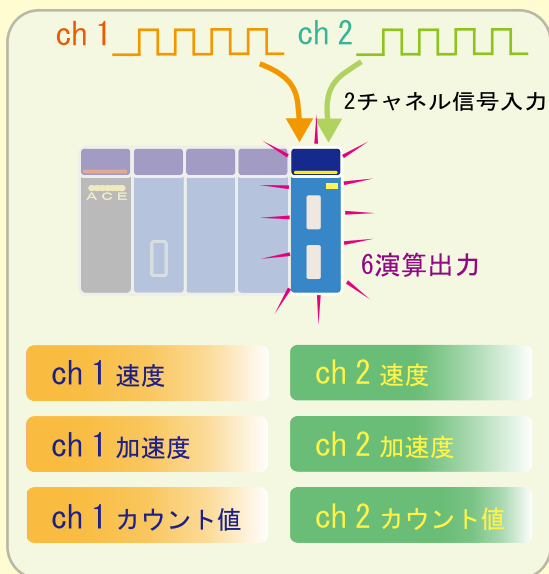 ch 1
ch 2
2チャネル信号入力
ACE
6演算出力
ch 1 速度
ch 2 速度
ch 1 加速度
ch 2 加速度
ch 1 カウント値
ch 2 カウント値